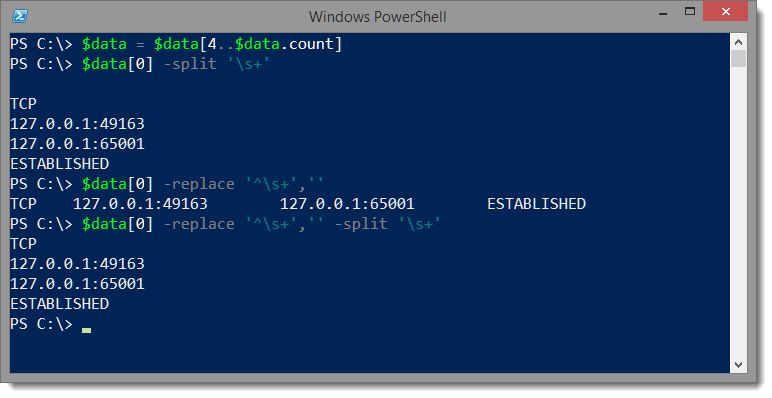 Windows PowerShell
PS C:\> $data = $data[4..$data.count]
PS C:\> $data[0] -split '\s+'
TCP
127.0.0.1:49163
127.0.0.1:65001
ESTABLISHED
PS C:\> $data[0] -replace '^\s+',''
TCP    127.0.0.1:49163        127.0.0.1:65001        ESTABLISHED
PS C:\> $data[0] -replace '^\s+','' -split '\s+'
TCP
127.0.0.1:49163
127.0.0.1:65001
ESTABLISHED
PS C:\>